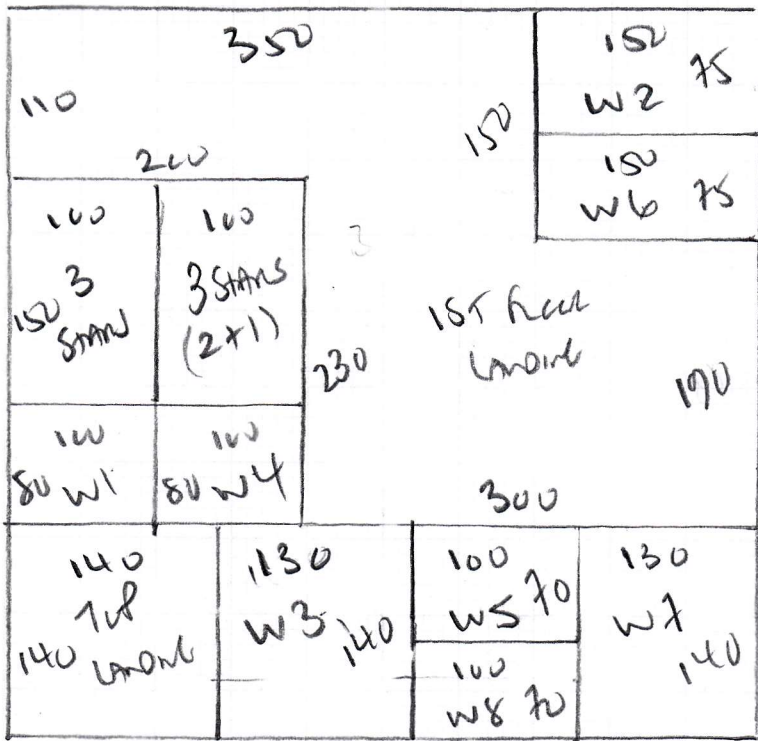 350
150
W2 75
110
150
200
150
W6 75
100
100
3
3 STAIRS
150
STAIRS
(2+1)
1ST FLOOR
LANDING
230
190
100
100
80 W1
80 W4
300
140
TOP
140 LANDING
130
W3 140
100
W5 70
100
W8 70
130
W7
140